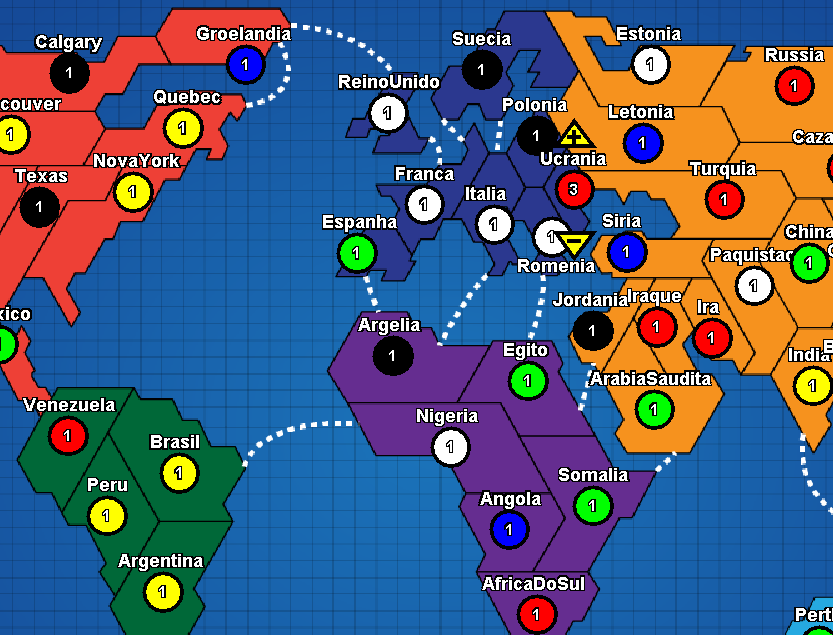 Groelandia
1
Calgary
1
Suecia
1
Estonia
1
Russia
1
ReinoUnido
1
Quebec
1
couver
1
Polonia
1
+
Letonia
1
Caza
NovaYork
1
Texas
1
Ucrania
3
Turquia
1
Franca
1
Italia
1
Espanha
1
Romenia
1
-
Siria
1
Paquistao
1
China
1
xico
Jordania
1
Iraque
1
Ira
1
Argelia
1
Egito
1
India
1
ArabiaSaudita
1
Venezuela
1
Nigeria
1
Brasil
1
Peru
1
Angola
1
Somalia
1
Argentina
1
AfricaDoSul
1
Pert